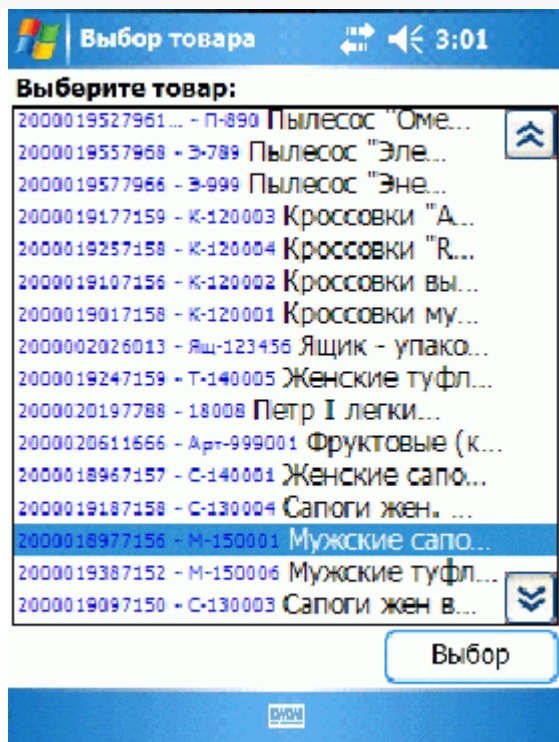 Выбор товара 3:01
Выберите товар:
2000019527961... - П-890 Пылесос "Оме...
2000019557968 - Э-789 Пылесос "Эле...
2000019577966 - Э-999 Пылесос "Эне...
2000019177159 - К-120003 Кроссовки "A...
2000019257158 - К-120004 Кроссовки "R...
2000019107156 - К-120002 Кроссовки вы...
2000019017158 - К-120001 Кроссовки му...
2000002026013 - Ящ-123456 Ящик - упако...
2000019247159 - Т-140005 Женские туфл...
2000020197788 - 18008 Петр I легки...
2000020611666 - Арт-999001 Фруктовые (к...
2000018967157 - С-140001 Женские сапо...
2000019187158 - С-130004 Сапоги жен. ...
2000018977156 - М-150001 Мужские сапо...
2000019387152 - М-150006 Мужские туфл...
2000019097150 - С-130003 Сапоги жен в...
Выбор